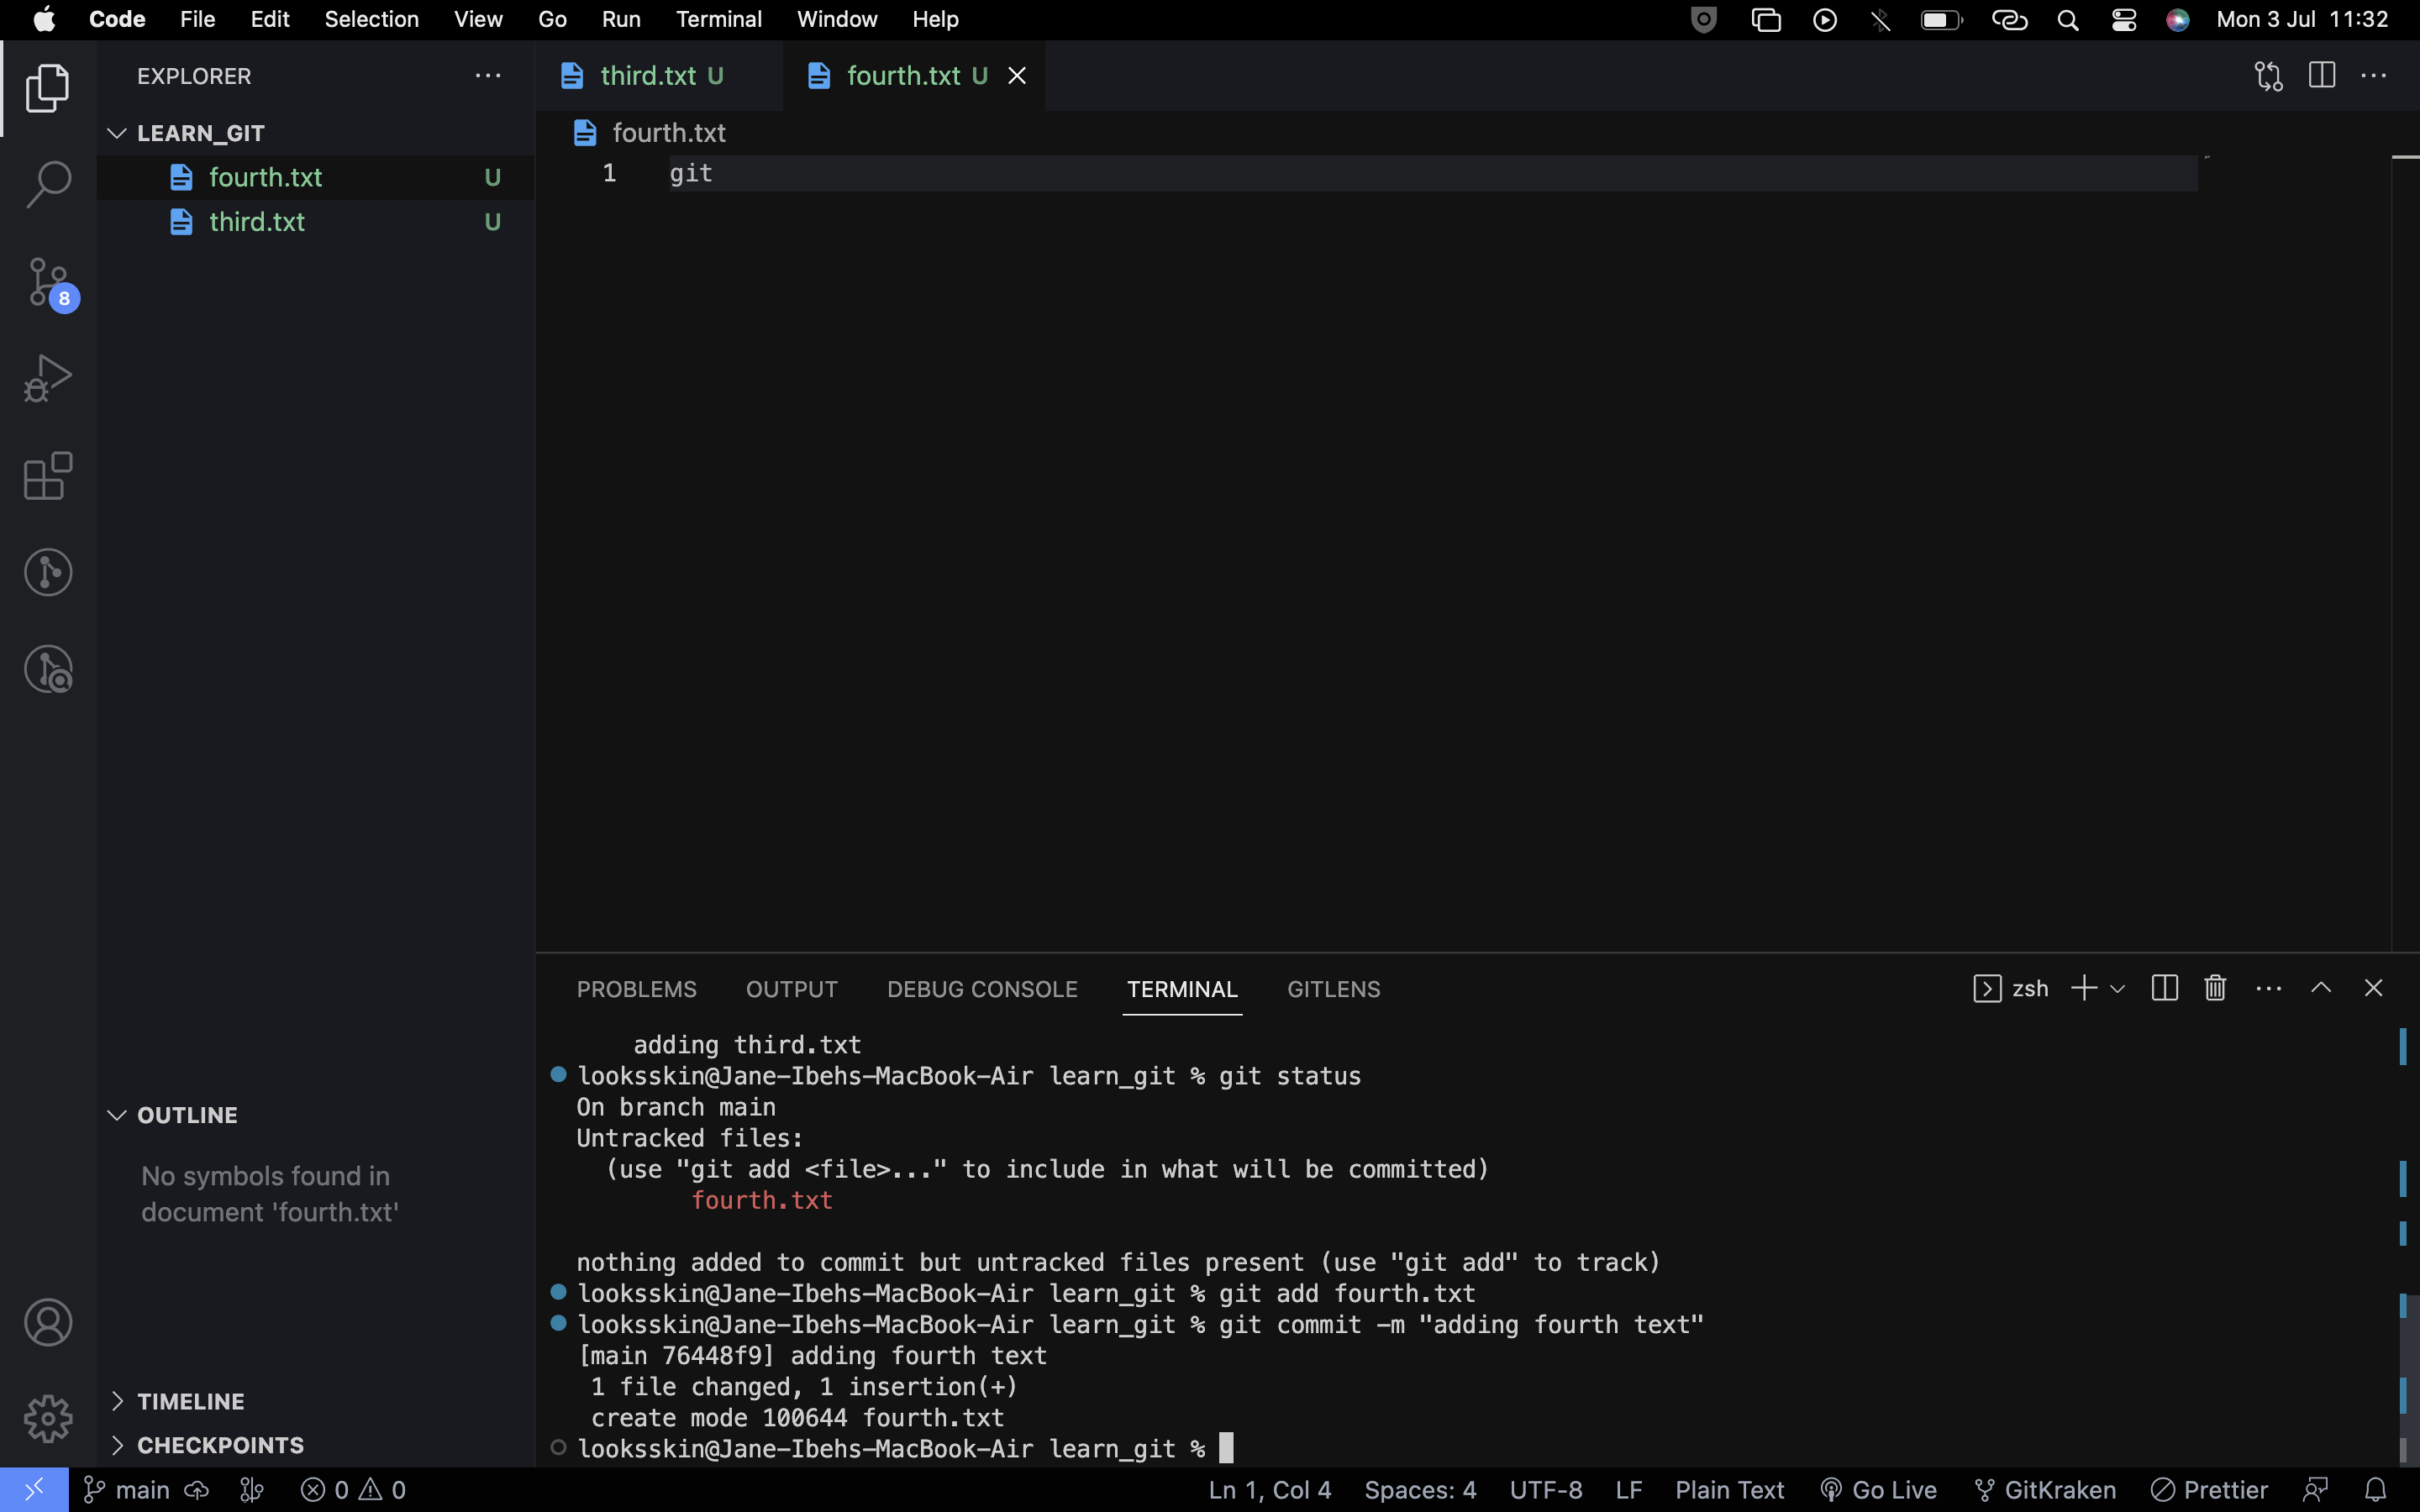 Code File Edit Selection View Go Run Terminal Window Help Mon 3 Jul 11:32
EXPLORER
LEARN_GIT
fourth.txt U
third.txt U
8
third.txt U fourth.txt U
fourth.txt
1 git
OUTLINE
No symbols found in
document 'fourth.txt'
TIMELINE
CHECKPOINTS
PROBLEMS OUTPUT DEBUG CONSOLE TERMINAL GITLENS zsh
adding third.txt
looksskin@Jane-Ibehs-MacBook-Air learn_git % git status
On branch main
Untracked files:
(use "git add <file>..." to include in what will be committed)
fourth.txt
nothing added to commit but untracked files present (use "git add" to track)
looksskin@Jane-Ibehs-MacBook-Air learn_git % git add fourth.txt
looksskin@Jane-Ibehs-MacBook-Air learn_git % git commit -m "adding fourth text"
[main 76448f9] adding fourth text
1 file changed, 1 insertion(+)
create mode 100644 fourth.txt
looksskin@Jane-Ibehs-MacBook-Air learn_git %
main 0 0 Ln 1, Col 4 Spaces: 4 UTF-8 LF Plain Text Go Live GitKraken Prettier